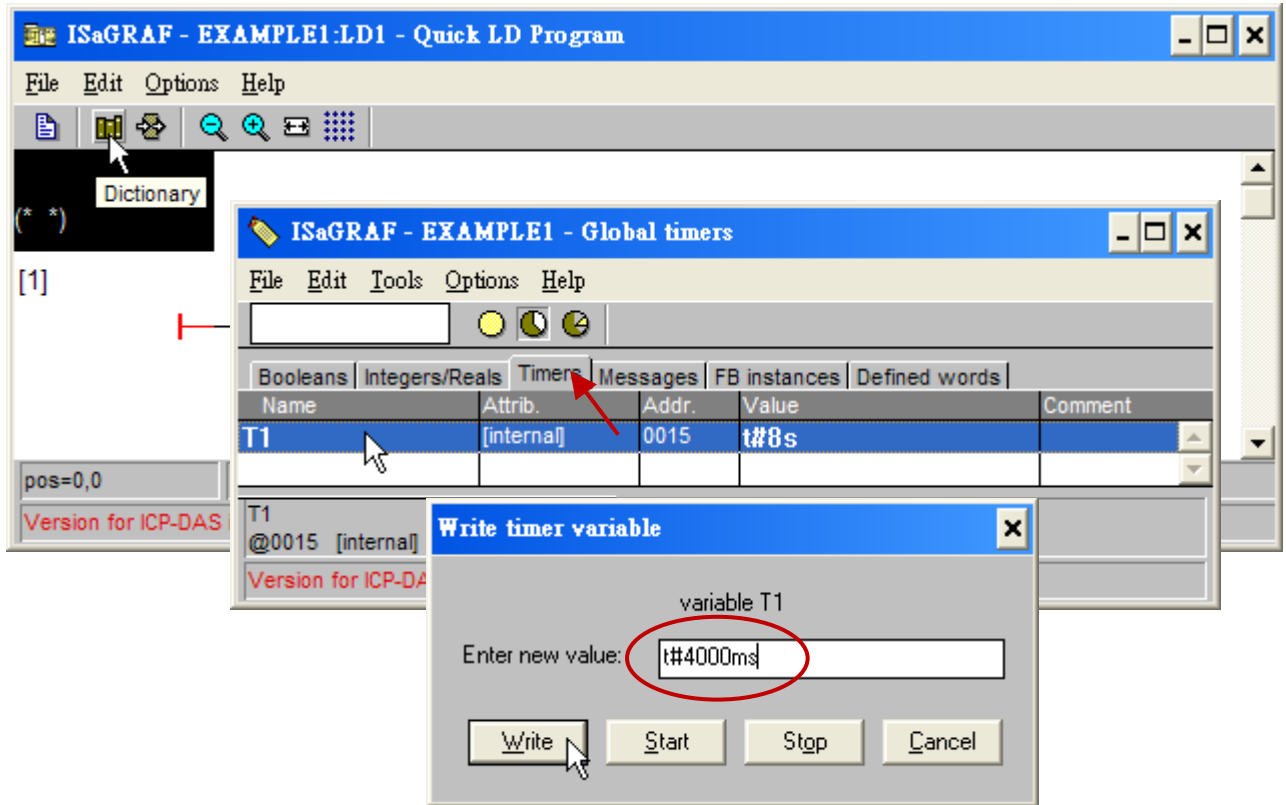 ISaGRAF - EXAMPLE1:LD1 - Quick LD Program
File Edit Options Help
Dictionary
(* *)
[1]
ISaGRAF - EXAMPLE1 - Global timers
File Edit Tools Options Help
Booleans Integers/Reals Timers Messages FB instances Defined words
Name Attrib. Addr. Value Comment
T1 [internal] 0015 t#8s
pos=0,0
Version for ICP-DAS
T1
@0015 [internal]
Version for ICP-DA
Write timer variable
variable T1
Enter new value: t#4000ms
Write Start Stop Cancel